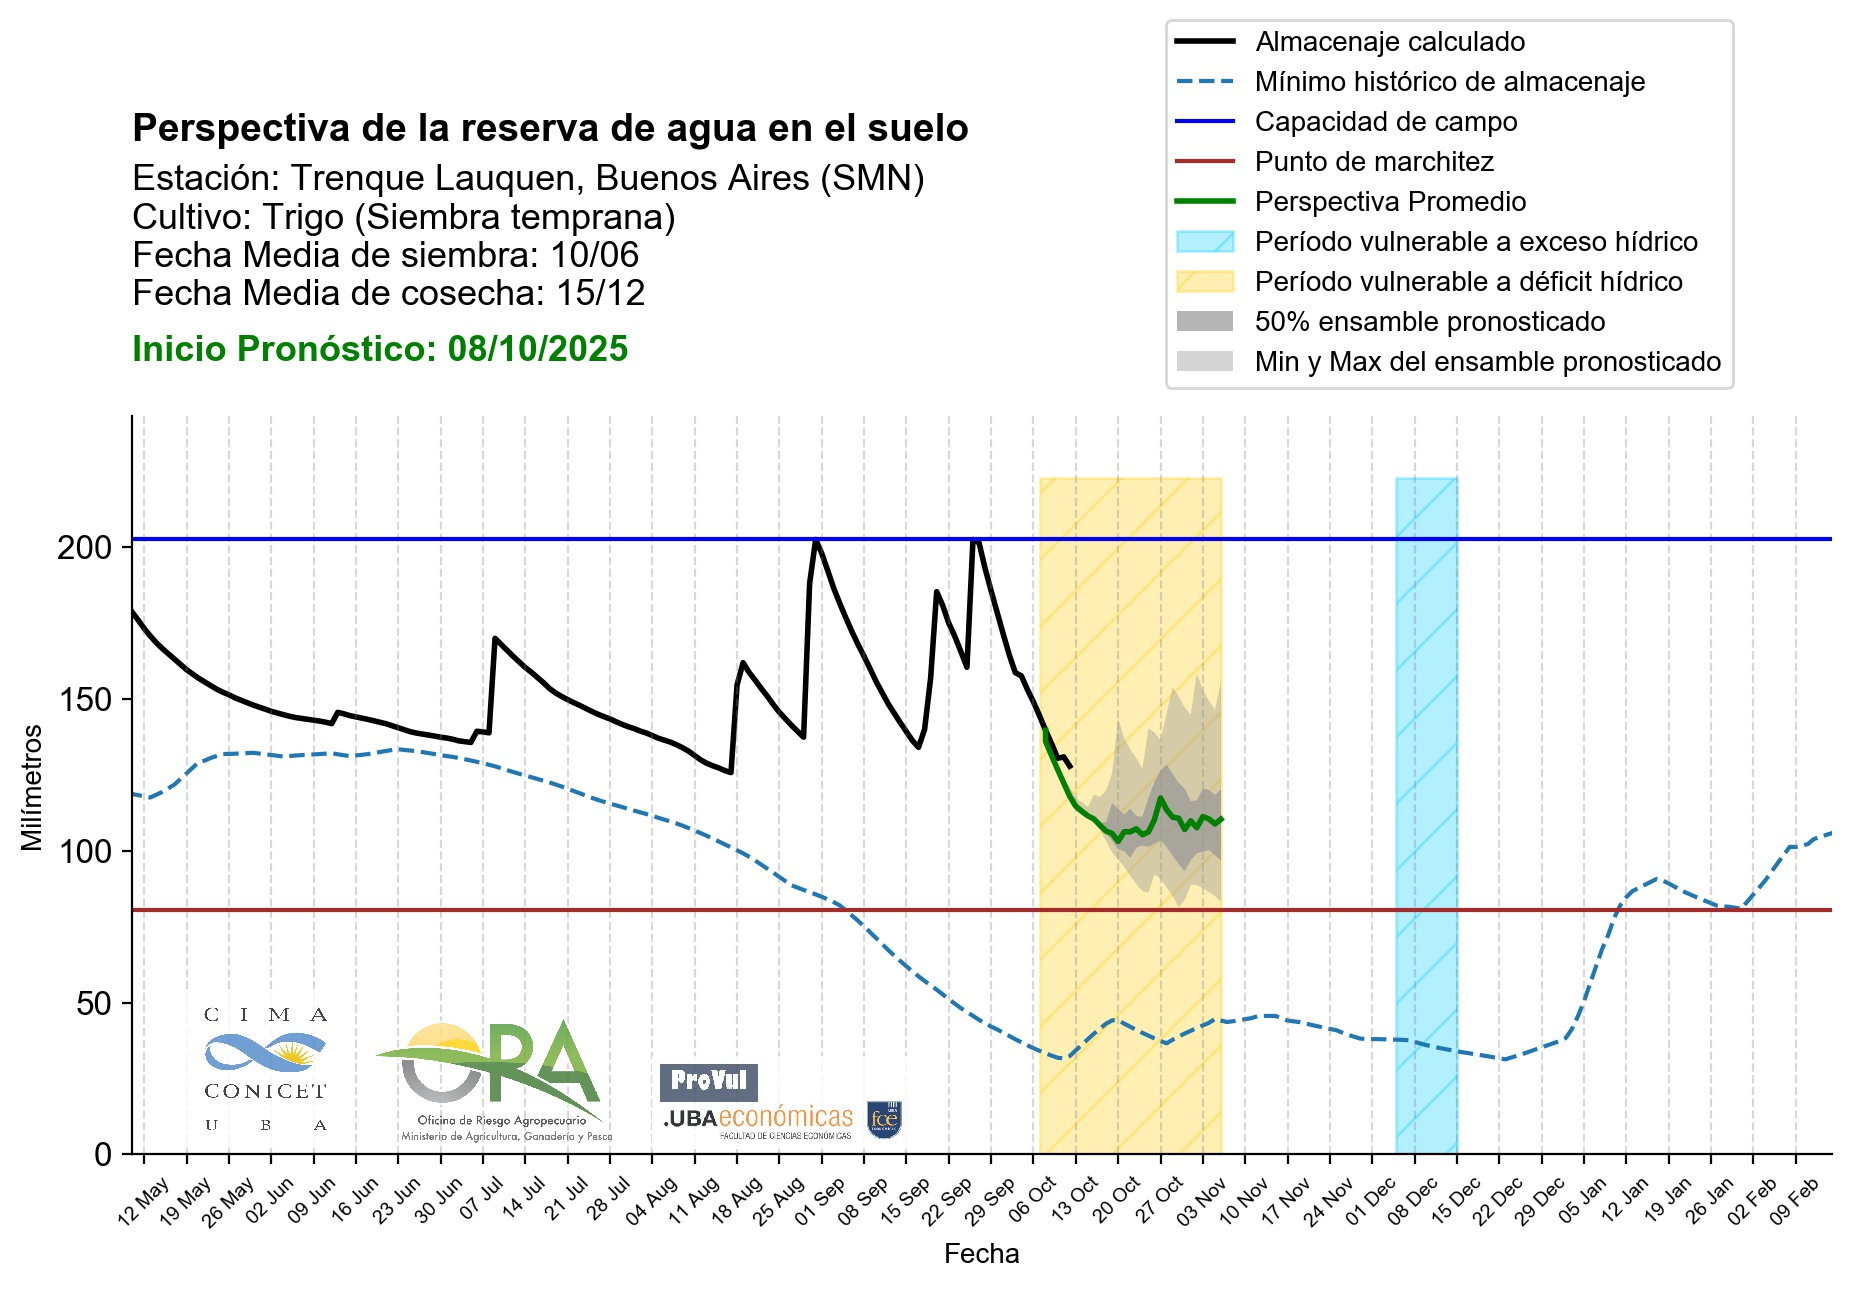 Almacenaje calculado
Mínimo histórico de almacenaje
Capacidad de campo
Punto de marchitez
Perspectiva Promedio
Período vulnerable a exceso hídrico
Período vulnerable a déficit hídrico
50% ensamble pronosticado
Min y Max del ensamble pronosticado
Perspectiva de la reserva de agua en el suelo
Estación: Trenque Lauquen, Buenos Aires (SMN)
Cultivo: Trigo (Siembra temprana)
Fecha Media de siembra: 10/06
Fecha Media de cosecha: 15/12
Inicio Pronóstico: 08/10/2025
Milímetros
200
150
100
50
0
C I M A
CONICET
U B A
ORA
Oficina de Riesgo Agropecuario
Ministerio de Agricultura, Ganadería y Pesca
ProVul
.UBAeconómicas
FACULTAD DE CIENCIAS ECONÓMICAS
UBA
fce
12 May
19 May
26 May
02 Jun
09 Jun
16 Jun
23 Jun
30 Jun
07 Jul
14 Jul
21 Jul
28 Jul
04 Aug
11 Aug
18 Aug
25 Aug
01 Sep
08 Sep
15 Sep
22 Sep
29 Sep
06 Oct
13 Oct
20 Oct
27 Oct
03 Nov
10 Nov
17 Nov
24 Nov
01 Dec
08 Dec
15 Dec
22 Dec
29 Dec
05 Jan
12 Jan
19 Jan
26 Jan
02 Feb
09 Feb
Fecha